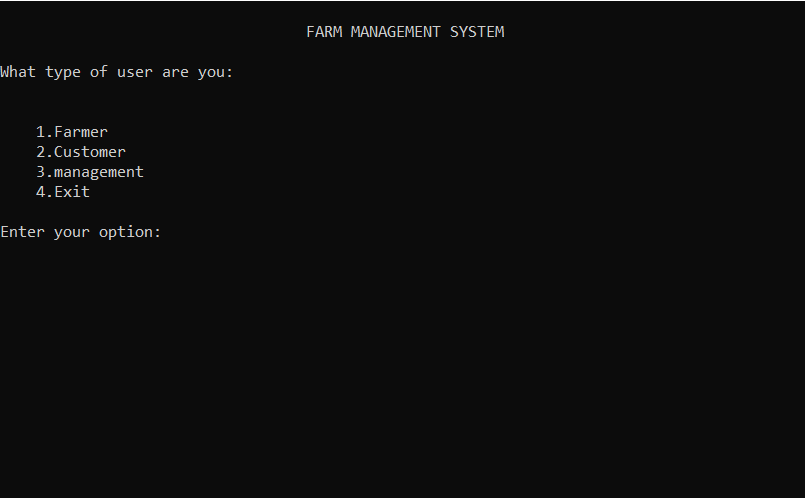 FARM MANAGEMENT SYSTEM
What type of user are you:
1.Farmer
2.Customer
3.management
4.Exit
Enter your option: